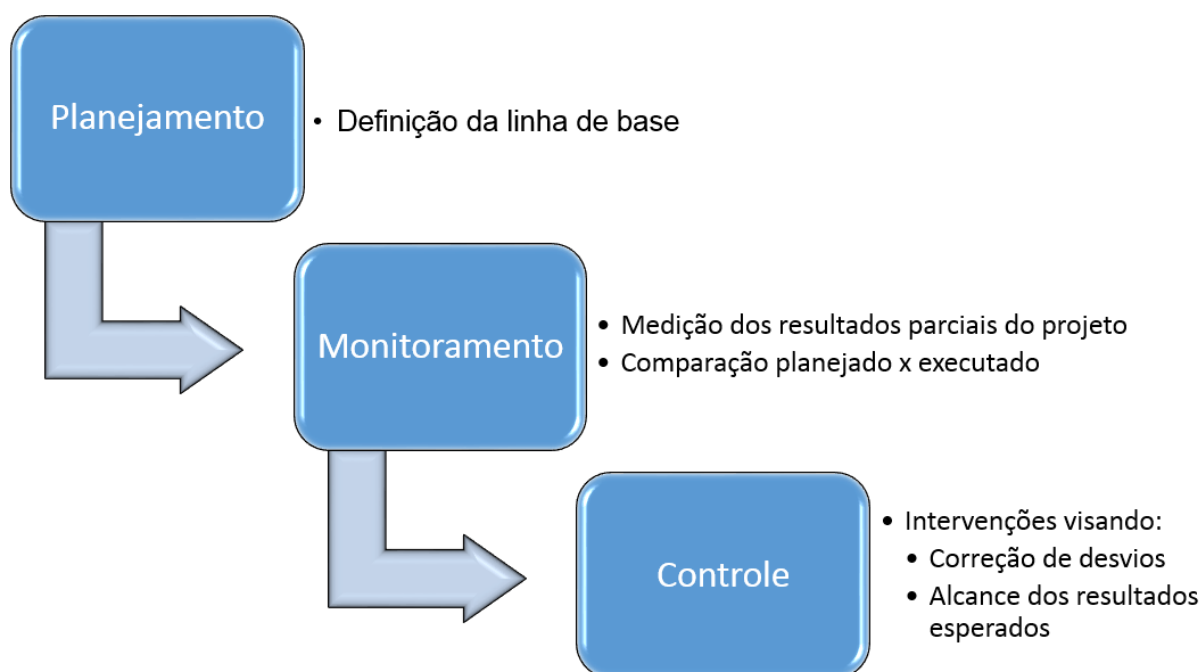 Planejamento
• Definição da linha de base
Monitoramento
• Medição dos resultados parciais do projeto
• Comparação planejado x executado
Controle
• Intervenções visando:
• Correção de desvios
• Alcance dos resultados
esperados